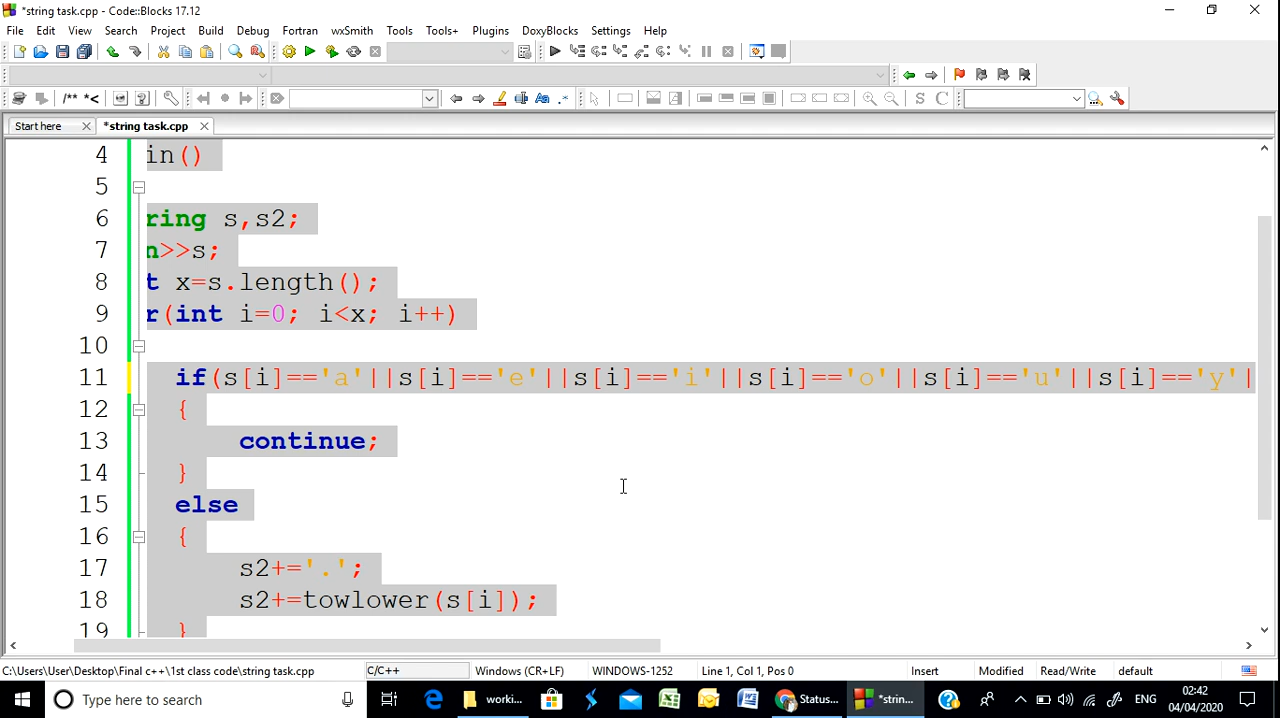 *string task.cpp - Code::Blocks 17.12
File Edit View Search Project Build Debug Fortran wxSmith Tools Tools+ Plugins DoxyBlocks Settings Help
/** *< S C
Start here *string task.cpp
4 in()
5
6 ring s,s2;
7 n>>s;
8 t x=s.length();
9 r(int i=0; i<x; i++)
10
11 if(s[i]=='a'||s[i]=='e'||s[i]=='i'||s[i]=='o'||s[i]=='u'||s[i]=='y'|
12 {
13 continue;
14 }
15 else
16 {
17 s2+='.';
18 s2+=towlower(s[i]);
19 }
C:\Users\User\Desktop\Final c++\1st class code\string task.cpp C/C++ Windows (CR+LF) WINDOWS-1252 Line 1, Col 1, Pos 0 Insert Modified Read/Write default
Type here to search worki... Status... *strin... ENG 02:42
04/04/2020